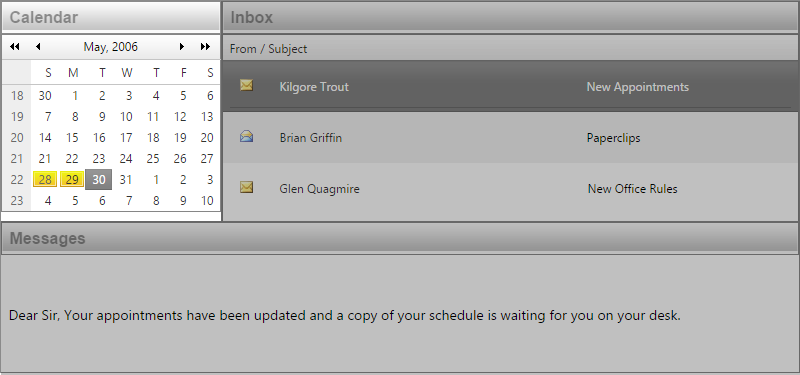 Calendar
May, 2006
S M T W T F S
18 30 1 2 3 4 5 6
19 7 8 9 10 11 12 13
20 14 15 16 17 18 19 20
21 21 22 23 24 25 26 27
22 28 29 30 31 1 2 3
23 4 5 6 7 8 9 10
Inbox
From / Subject
Kilgore Trout New Appointments
Brian Griffin Paperclips
Glen Quagmire New Office Rules
Messages
Dear Sir, Your appointments have been updated and a copy of your schedule is waiting for you on your desk.